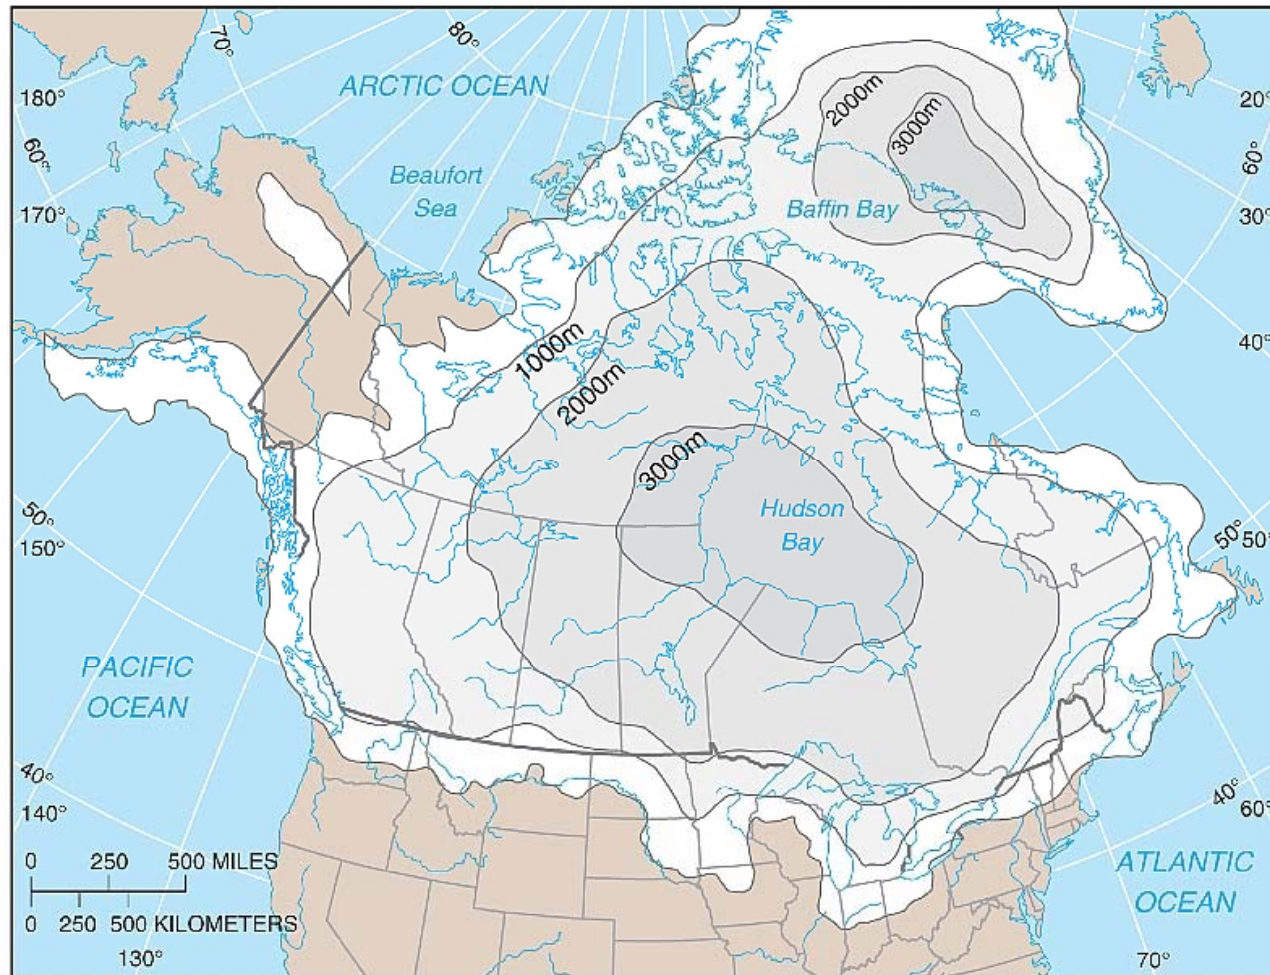 70°
80°
ARCTIC OCEAN
180°
2000m
20°
3000m
60°
60°
Beaufort
Sea
170°
Baffin Bay
30°
1000m
40°
2000m
3000m
Hudson
Bay
50°
150°
50°
50°
PACIFIC
OCEAN
40°
140°
40°
60°
0 250 500 MILES
0 250 500 KILOMETERS
ATLANTIC
OCEAN
130°
70°